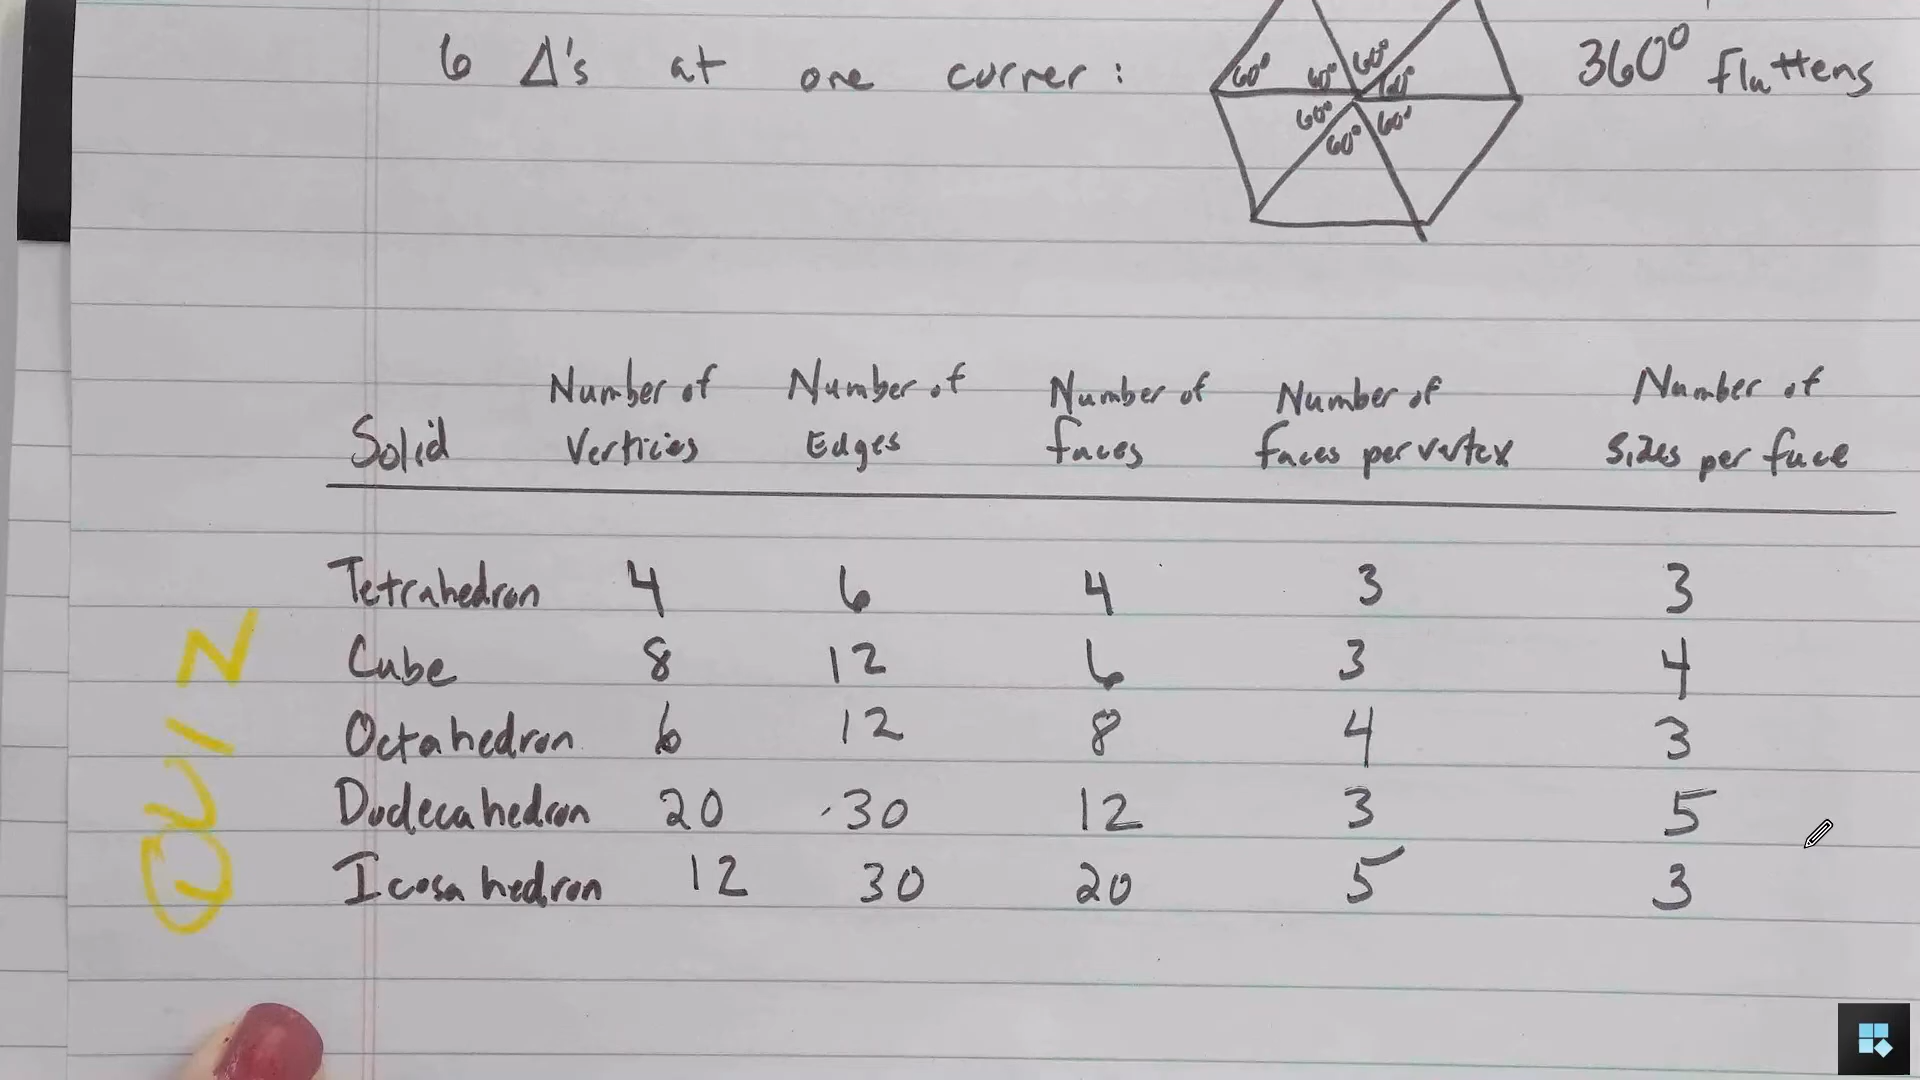 6 Δ's at one corner : 360° flattens
60° 60° 60° 60°
60° 60° 60°
Number of Number of Number of Number of Number of
Solid Verticies Edges faces faces per vertex Sides per face
Tetrahedron 4 6 4 3 3
Cube 8 12 6 3 4
Octahedron 6 12 8 4 3
Dodecahedron 20 30 12 3 5
Icosahedron 12 30 20 5 3
QUIZ